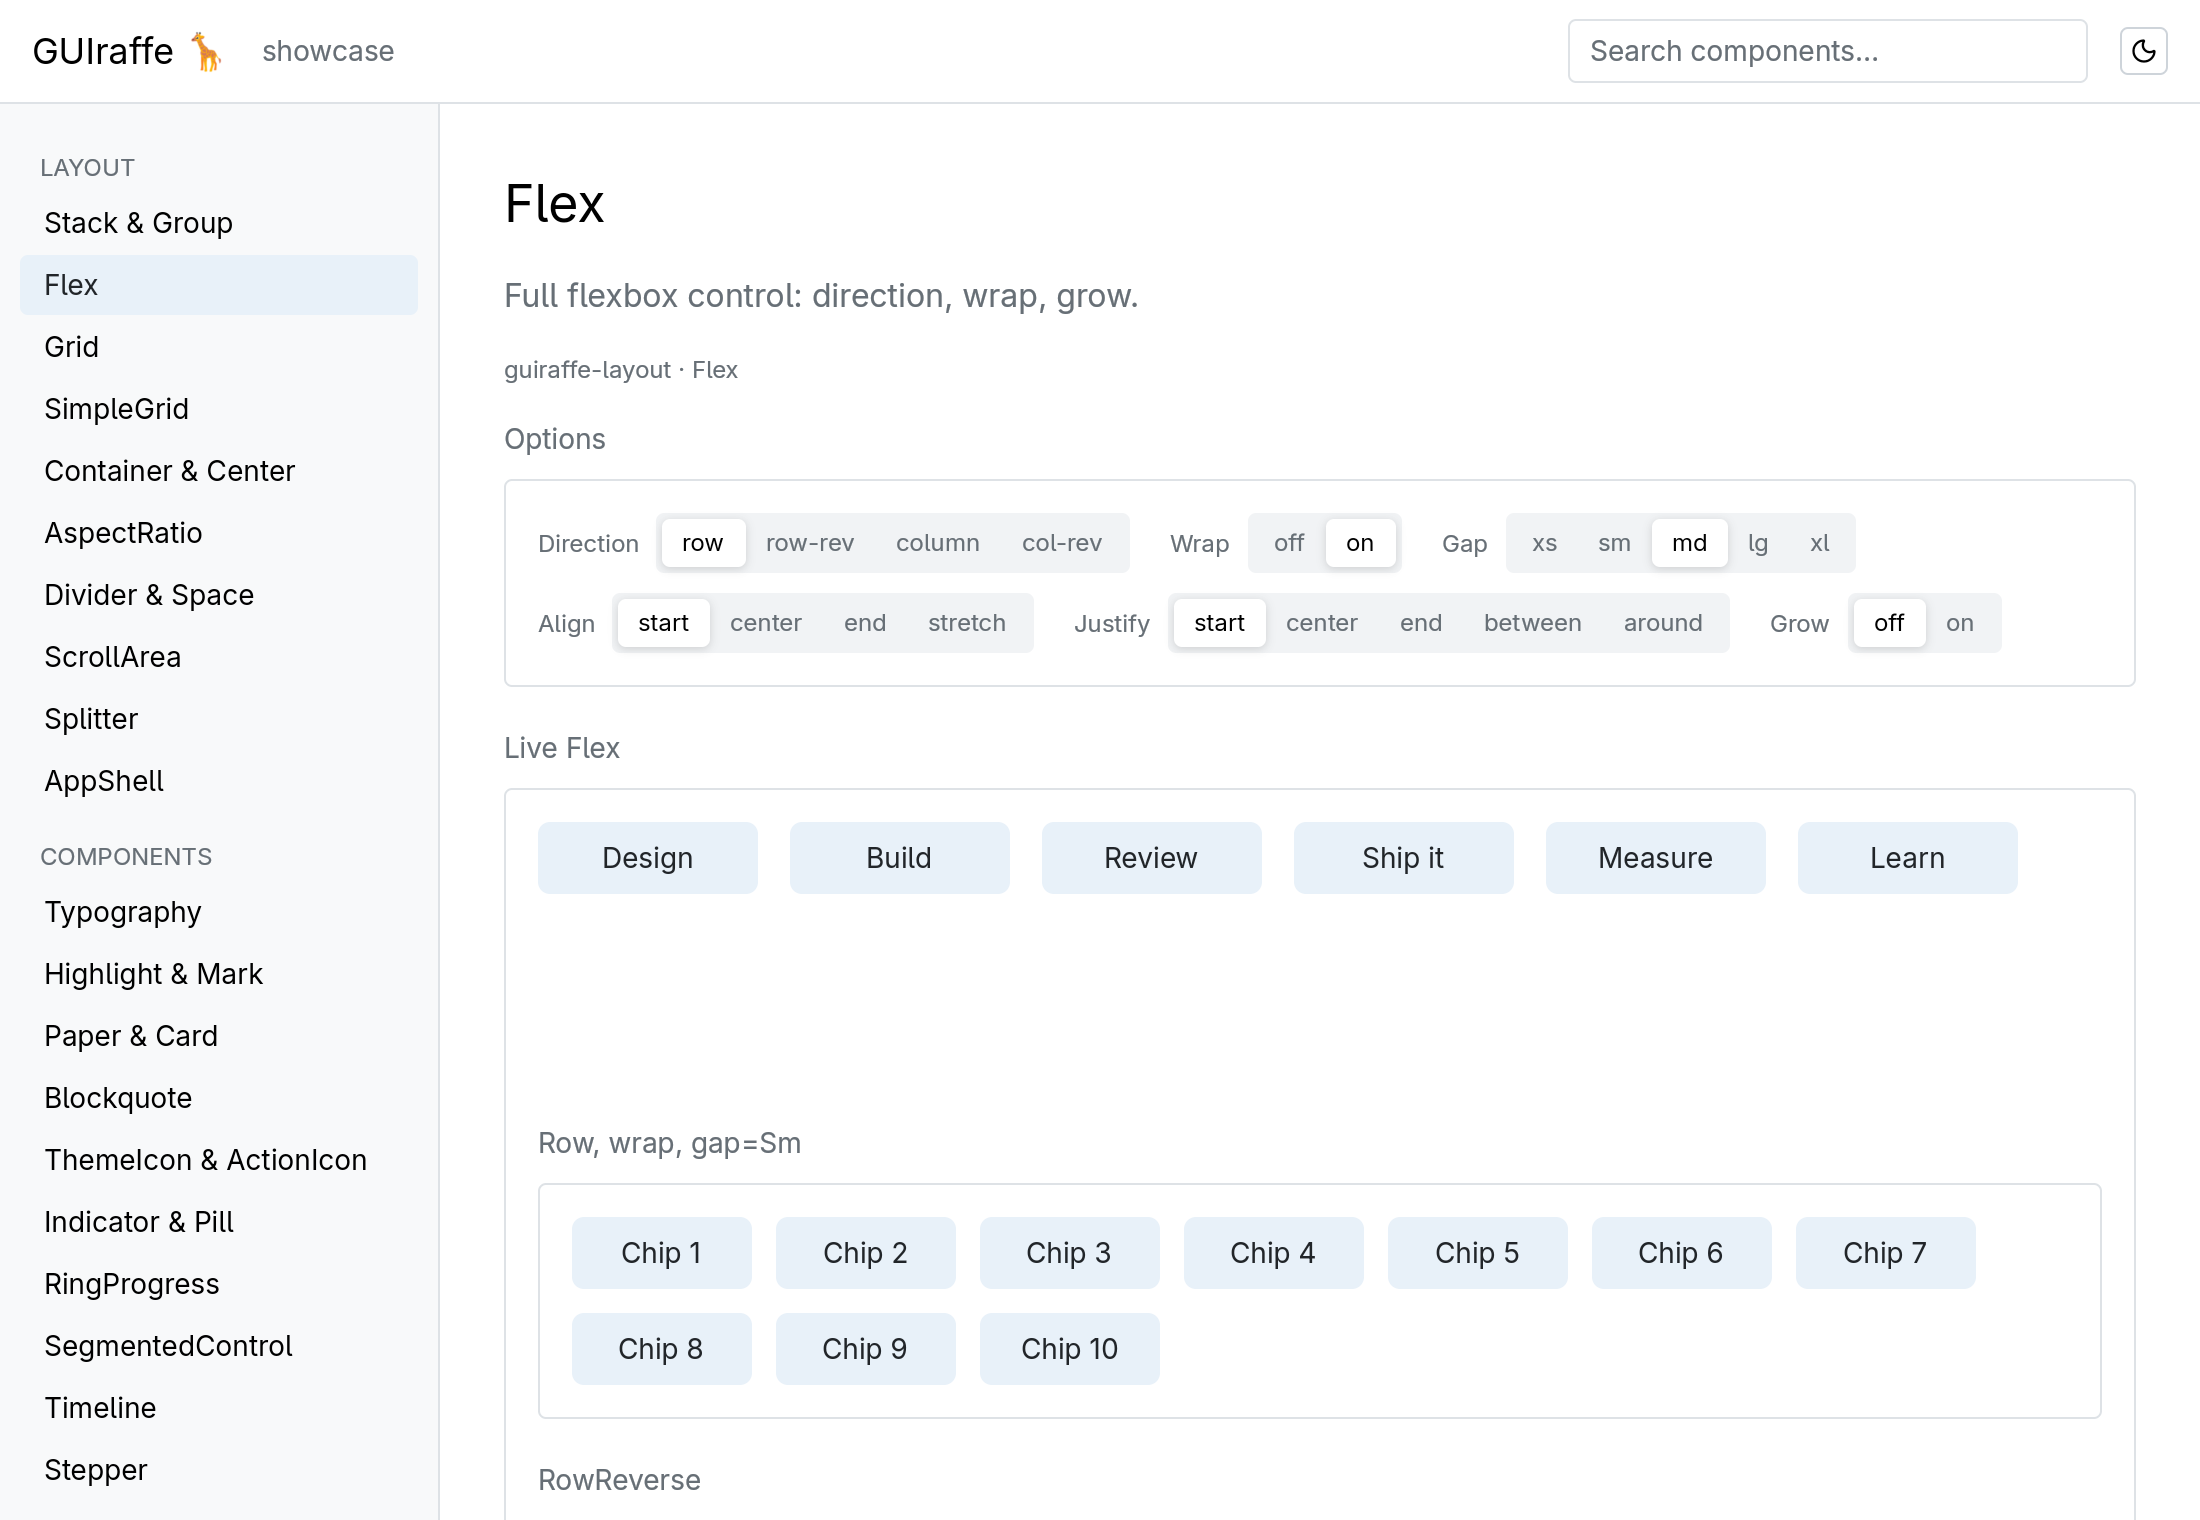 GUIraffe 🦒 showcase
Search components...
LAYOUT
Stack & Group
Flex
Grid
SimpleGrid
Container & Center
AspectRatio
Divider & Space
ScrollArea
Splitter
AppShell
COMPONENTS
Typography
Highlight & Mark
Paper & Card
Blockquote
ThemeIcon & ActionIcon
Indicator & Pill
RingProgress
SegmentedControl
Timeline
Stepper
Flex
Full flexbox control: direction, wrap, grow.
guiraffe-layout · Flex
Options
Direction row row-rev column col-rev Wrap off on Gap xs sm md lg xl
Align start center end stretch Justify start center end between around Grow off on
Live Flex
Design Build Review Ship it Measure Learn
Row, wrap, gap=Sm
Chip 1 Chip 2 Chip 3 Chip 4 Chip 5 Chip 6 Chip 7
Chip 8 Chip 9 Chip 10
RowReverse